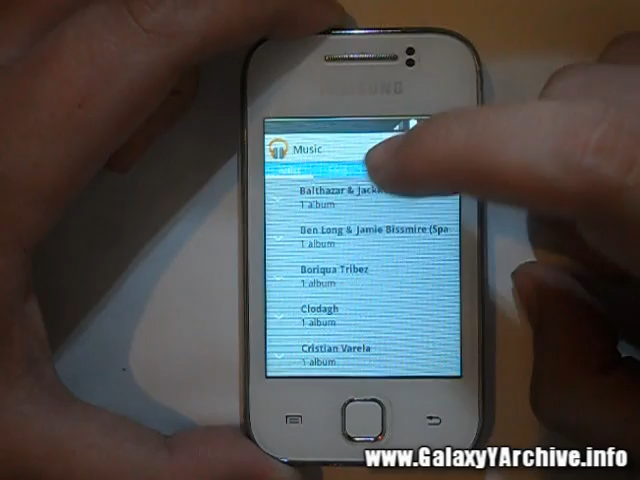 SAMSUNG
Music
Balthazar & Jack
1 album
Ben Long & Jamie Bissmire (Spa
1 album
Boriqua Tribez
1 album
Clodagh
1 album
Cristian Varela
1 album
www.GalaxyYArchive.info